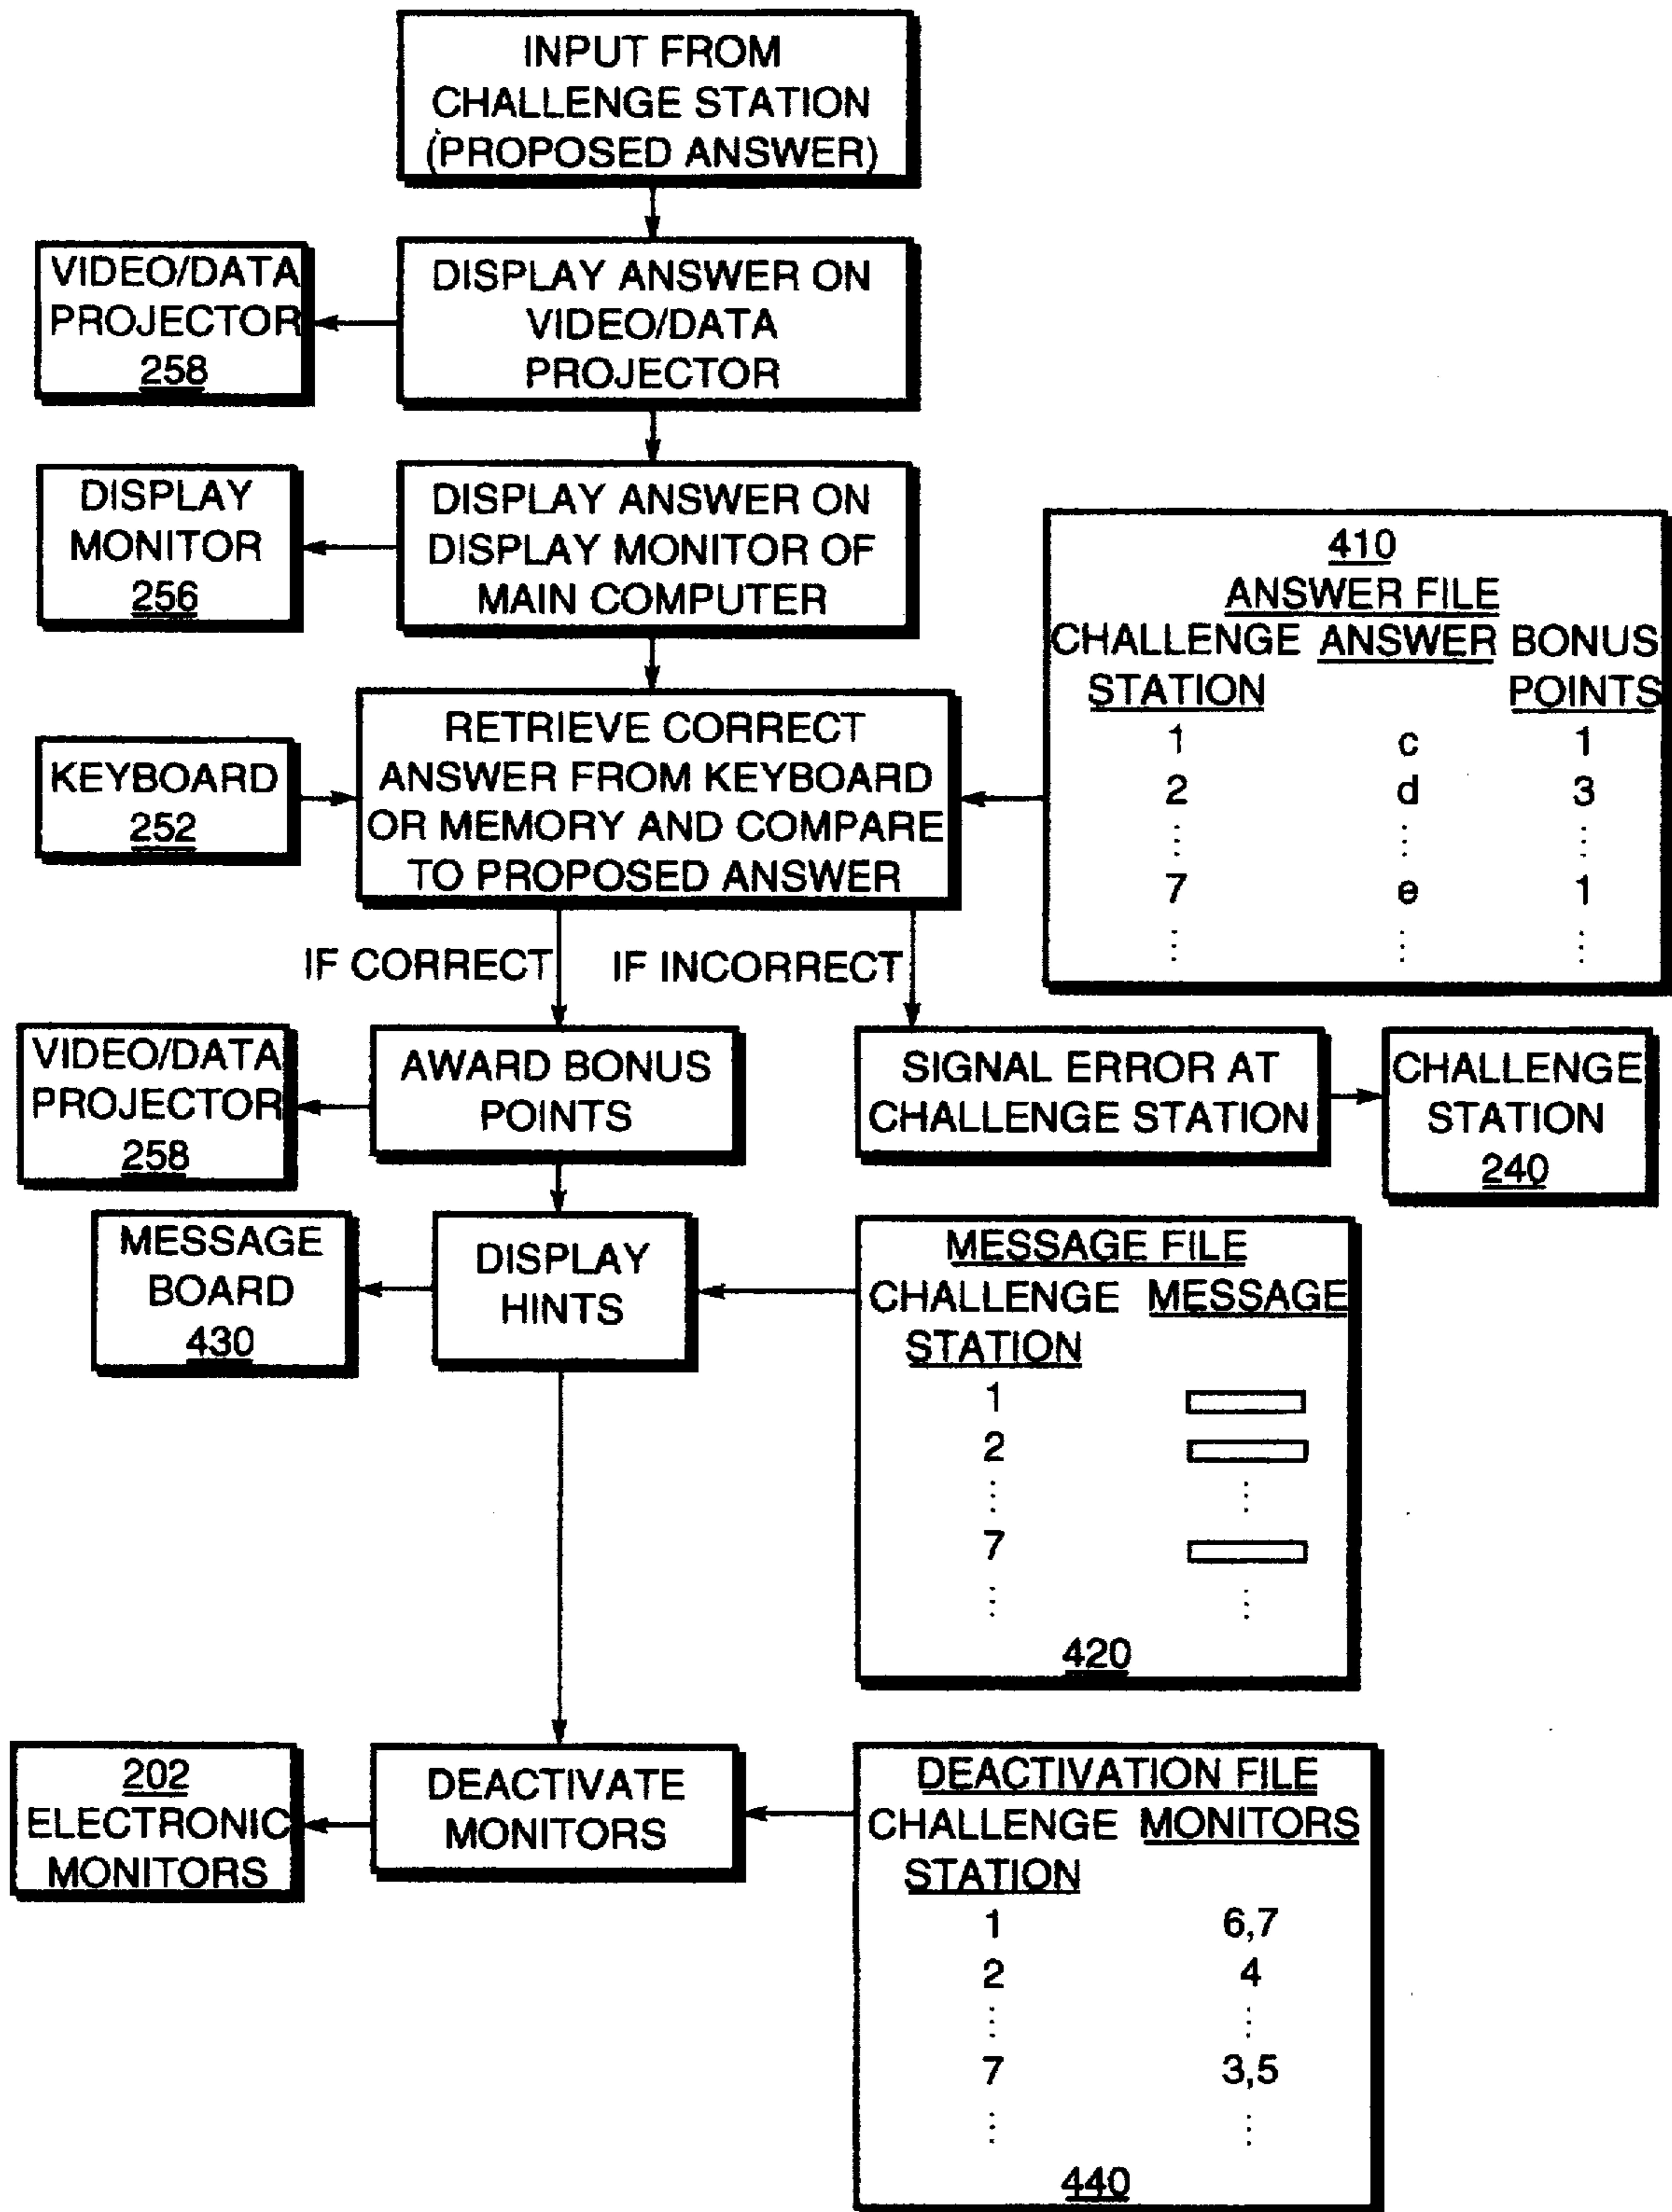 INPUT FROM
CHALLENGE STATION
(PROPOSED ANSWER)
VIDEO/DATA
PROJECTOR
258
DISPLAY ANSWER ON
VIDEO/DATA
PROJECTOR
DISPLAY
MONITOR
256
DISPLAY ANSWER ON
DISPLAY MONITOR OF
MAIN COMPUTER
410
ANSWER FILE
CHALLENGE ANSWER BONUS
STATION POINTS
1 c 1
2 d 3
⋮ ⋮ ⋮
7 e 1
⋮ ⋮ ⋮
KEYBOARD
252
RETRIEVE CORRECT
ANSWER FROM KEYBOARD
OR MEMORY AND COMPARE
TO PROPOSED ANSWER
IF CORRECT IF INCORRECT
VIDEO/DATA
PROJECTOR
258
AWARD BONUS
POINTS
SIGNAL ERROR AT
CHALLENGE STATION
CHALLENGE
STATION
240
MESSAGE
BOARD
430
DISPLAY
HINTS
MESSAGE FILE
CHALLENGE MESSAGE
STATION
1
2
⋮ ⋮
7
⋮ ⋮
420
202
ELECTRONIC
MONITORS
DEACTIVATE
MONITORS
DEACTIVATION FILE
CHALLENGE MONITORS
STATION
1 6,7
2 4
⋮ ⋮
7 3,5
⋮ ⋮
440